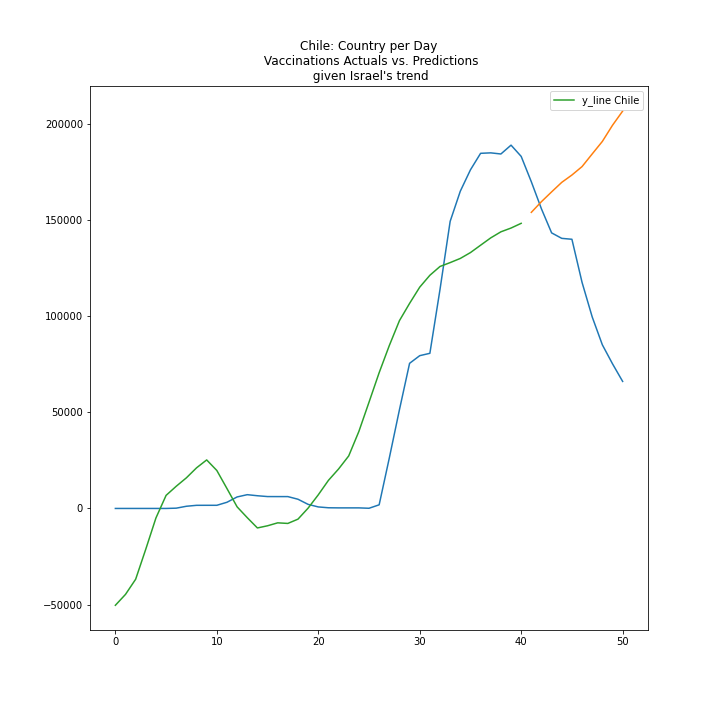 Chile: Country per Day
Vaccinations Actuals vs. Predictions
given Israel's trend
y_line Chile
200000
150000
100000
50000
0
−50000
0 10 20 30 40 50